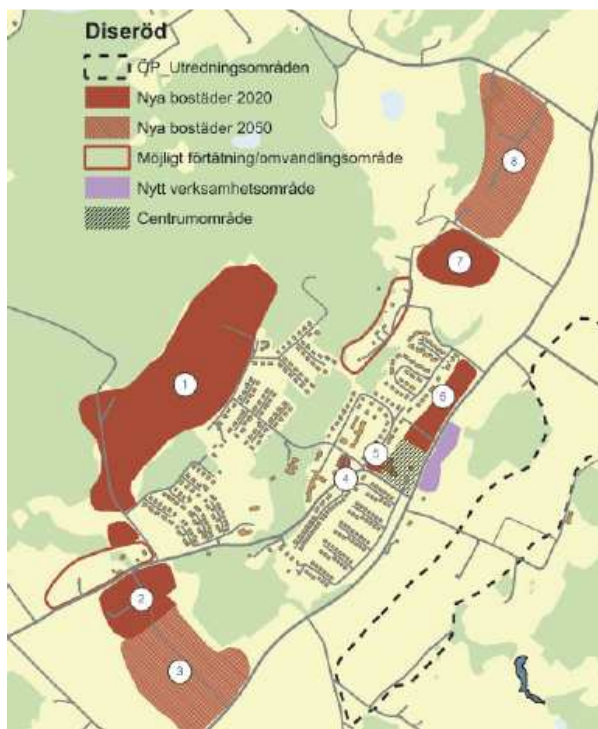 Diseröd
ÖP_Utredningsområden
Nya bostäder 2020
Nya bostäder 2050
Möjligt förtätning/omvandlingsområde
Nytt verksamhetsområde
Centrumområde
8
7
1
6
5
4
2
3